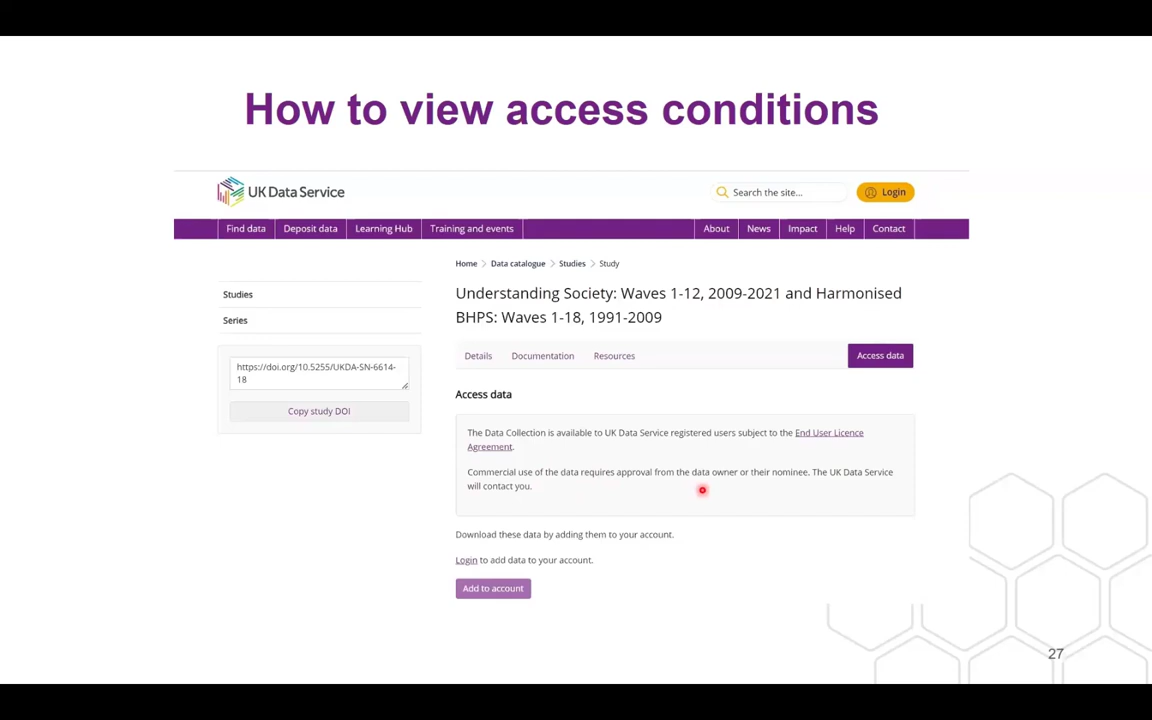 How to view access conditions
UK Data Service
Search the site...
Login
Find data
Deposit data
Learning Hub
Training and events
About
News
Impact
Help
Contact
Home > Data catalogue > Studies > Study
Studies
Series
https://doi.org/10.5255/UKDA-SN-6614-
18
Copy study DOI
Understanding Society: Waves 1-12, 2009-2021 and Harmonised
BHPS: Waves 1-18, 1991-2009
Details
Documentation
Resources
Access data
Access data
The Data Collection is available to UK Data Service registered users subject to the End User Licence
Agreement.
Commercial use of the data requires approval from the data owner or their nominee. The UK Data Service
will contact you.
Download these data by adding them to your account.
Login to add data to your account.
Add to account
27